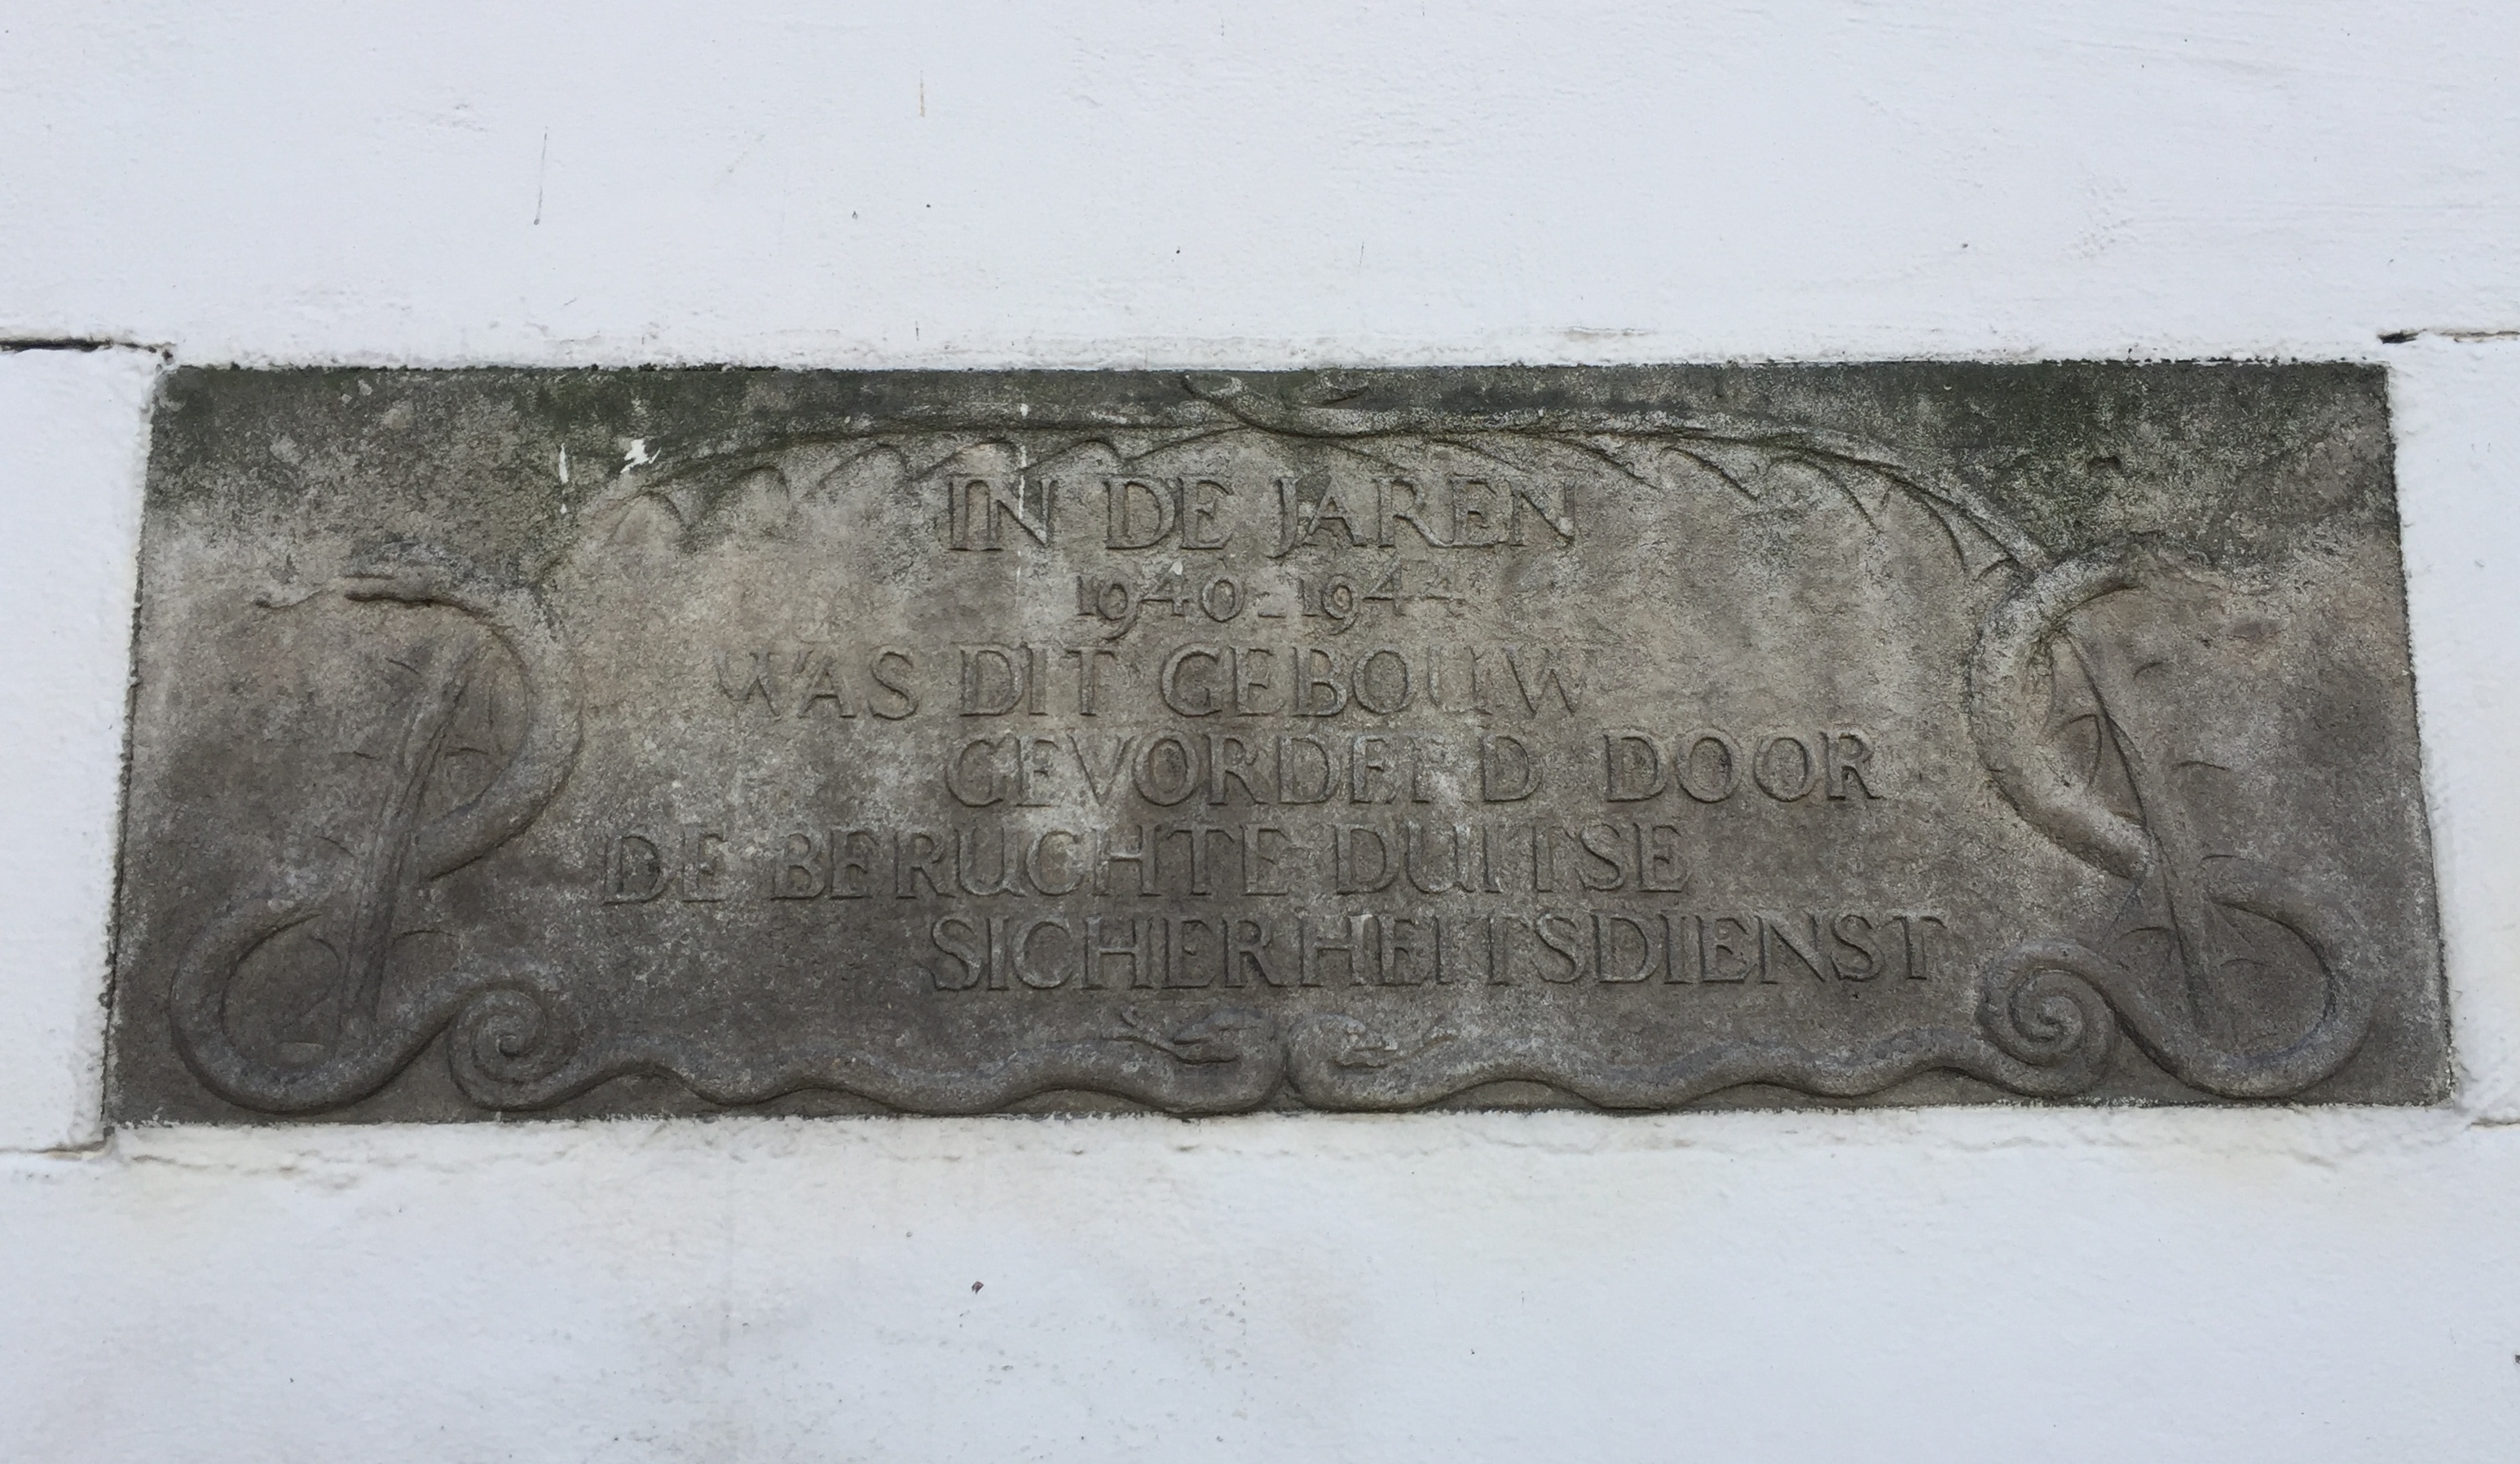 IN DE JAREN
1940-1944
WAS DIT GEBOUW
GEVORDERD DOOR
DE BERUCHTE DUITSE
SICHERHEITSDIENST